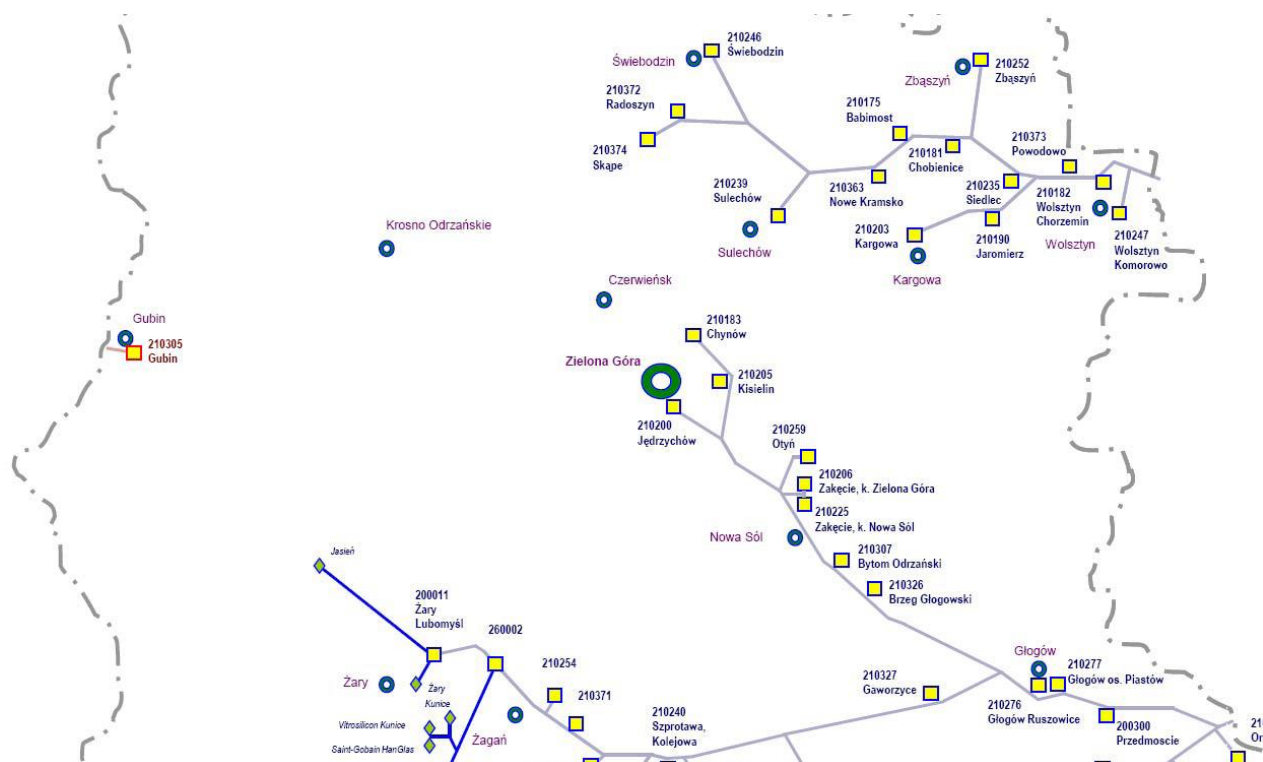 210246
Świebodzin
Świebodzin
210252
Zbąszyń
Zbąszyń
210372
Radoszyn
210175
Babimost
210373
Powodowo
210374
Skąpe
210181
Chobienice
210239
Sulechów
210363
Nowe Kramsko
210235
Siedlec
210182
Wolsztyn
Chorzemin
210203
Kargowa
210190
Jaromierz
Wolsztyn
210247
Wolsztyn
Komorowo
Krosno Odrzańskie
Sulechów
Kargowa
Czerwieńsk
Gubin
210305
Gubin
210183
Chynów
Zielona Góra
210205
Kisielin
210200
Jędrzychów
210259
Otyń
210206
Zakęcie, k. Zielona Góra
210225
Zakęcie, k. Nowa Sól
Nowa Sól
210307
Bytom Odrzański
210326
Brzeg Głogowski
Jasień
200011
Żary
Lubomyśl
260002
210254
Głogów
210277
Głogów os. Piastów
Żary
Żary
Kunice
210371
210327
Gaworzyce
210276
Głogów Ruszowice
Vitrosilicon Kunice
Saint-Gobain HanGlas
Żagań
210240
Szprotawa,
Kolejowa
200300
Przedmoscie